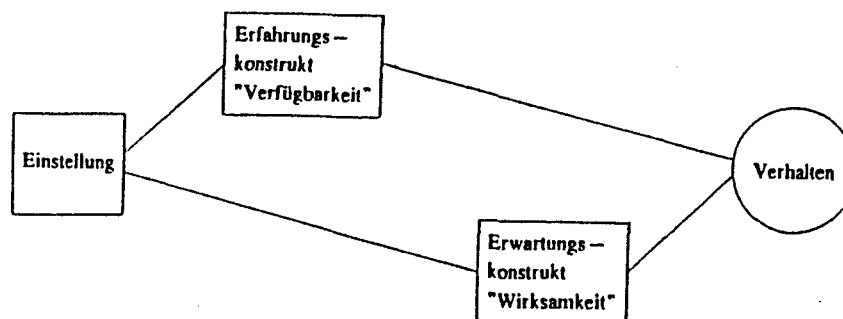 Erfahrungs –
konstrukt
"Verfügbarkeit"
Einstellung
Verhalten
Erwartungs –
konstrukt
"Wirksamkeit"